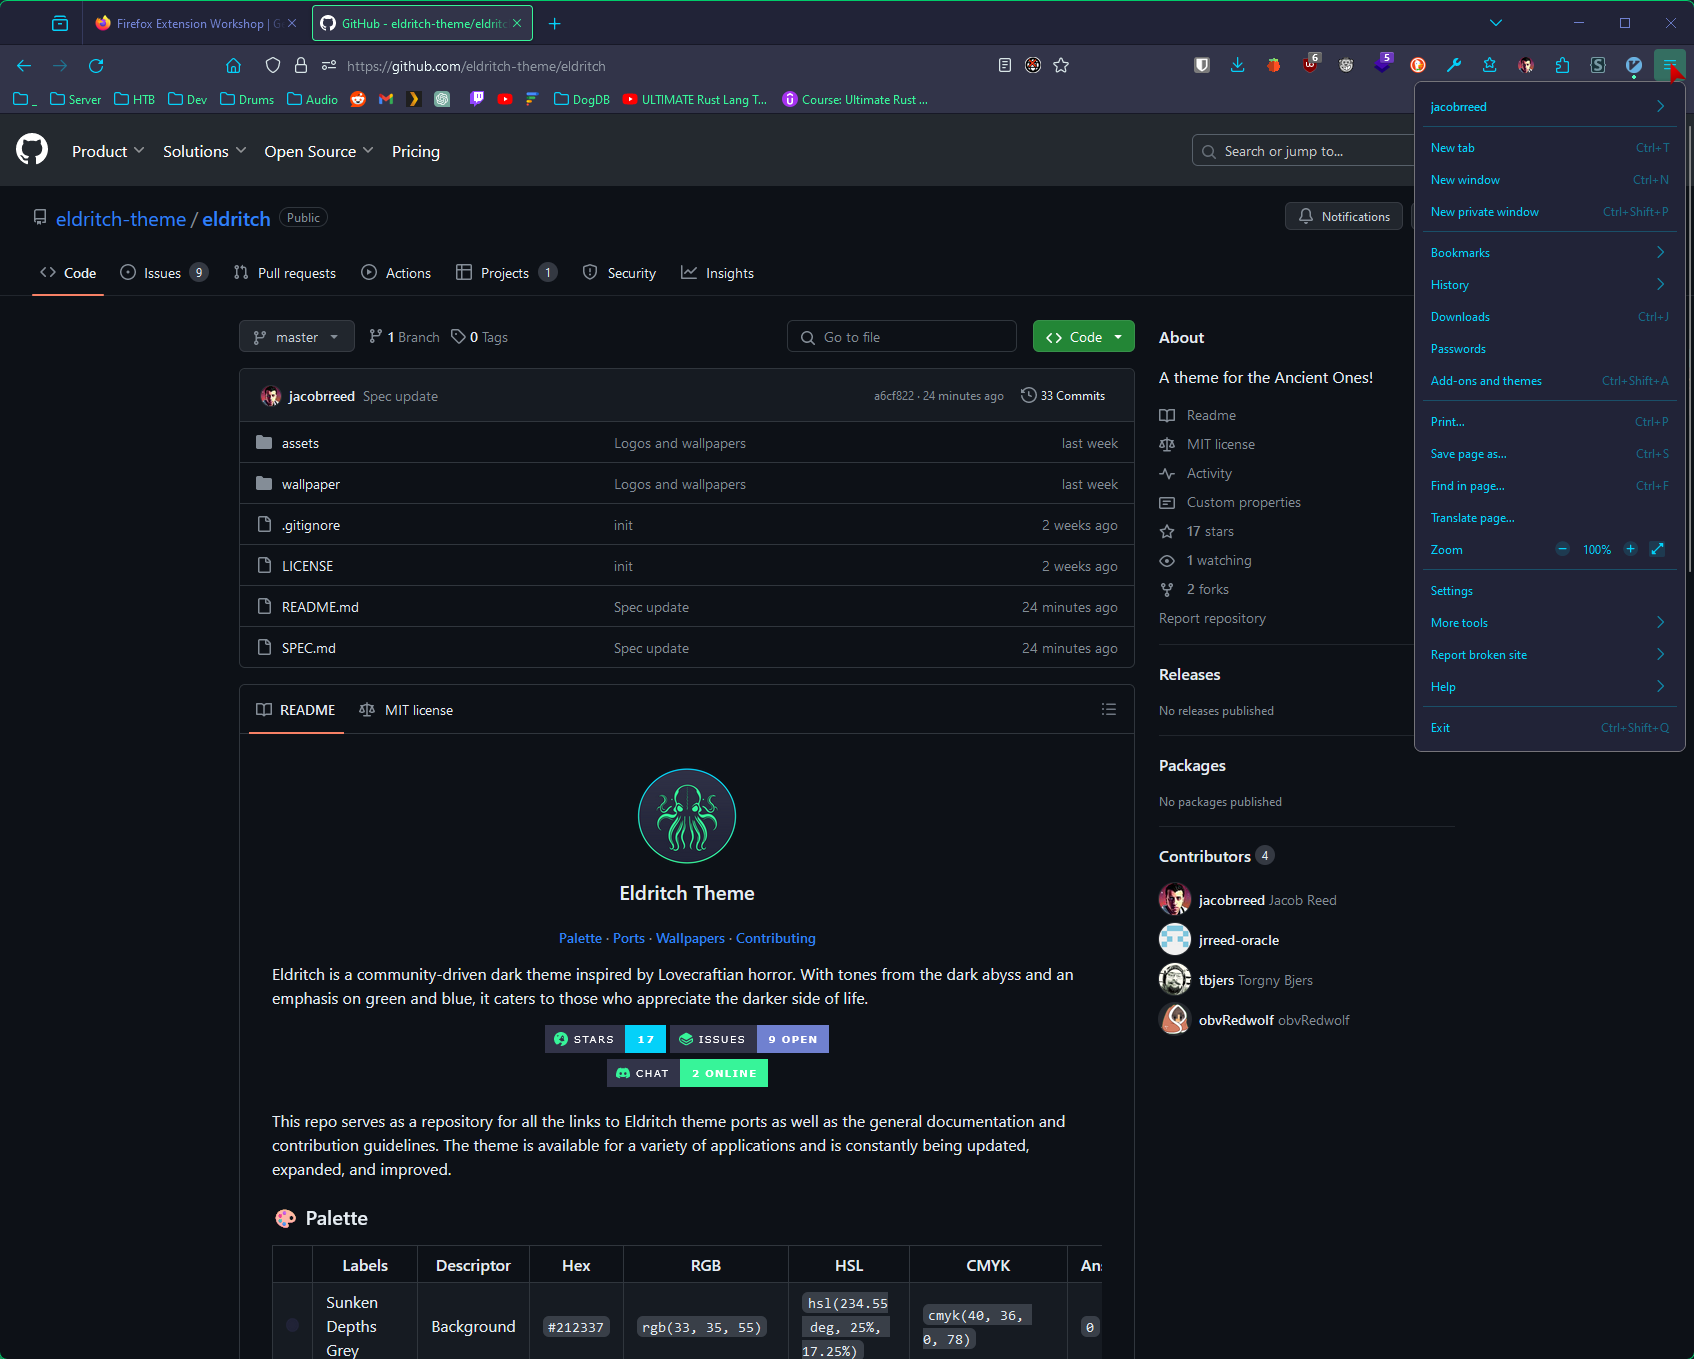 Firefox Extension Workshop | G
GitHub - eldritch-theme/eldrit
https://github.com/eldritch-theme/eldritch
6
5
_
Server
HTB
Dev
Drums
Audio
DogDB
ULTIMATE Rust Lang T...
Course: Ultimate Rust ...
Product
Solutions
Open Source
Pricing
Search or jump to...
eldritch-theme / eldritch
Public
Notifications
Code
Issues 9
Pull requests
Actions
Projects 1
Security
Insights
master
1 Branch
0 Tags
Go to file
Code
jacobrreed Spec update
a6cf822 · 24 minutes ago
33 Commits
assets Logos and wallpapers last week
wallpaper Logos and wallpapers last week
.gitignore init 2 weeks ago
LICENSE init 2 weeks ago
README.md Spec update 24 minutes ago
SPEC.md Spec update 24 minutes ago
README
MIT license
Eldritch Theme
Palette · Ports · Wallpapers · Contributing
Eldritch is a community-driven dark theme inspired by Lovecraftian horror. With tones from the dark abyss and an
emphasis on green and blue, it caters to those who appreciate the darker side of life.
STARS 17 ISSUES 9 OPEN
CHAT 2 ONLINE
This repo serves as a repository for all the links to Eldritch theme ports as well as the general documentation and
contribution guidelines. The theme is available for a variety of applications and is constantly being updated,
expanded, and improved.
Palette
Labels Descriptor Hex RGB HSL CMYK
Sunken
Depths
Grey
Background
#212337
rgb(33, 35, 55)
hsl(234.55
deg, 25%,
17.25%)
cmyk(40, 36,
0, 78)
0
About
A theme for the Ancient Ones!
Readme
MIT license
Activity
Custom properties
17 stars
1 watching
2 forks
Report repository
Releases
No releases published
Packages
No packages published
Contributors 4
jacobrreed Jacob Reed
jrreed-oracle
tbjers Torgny Bjers
obvRedwolf obvRedwolf
jacobrreed
New tab Ctrl+T
New window Ctrl+N
New private window Ctrl+Shift+P
Bookmarks
History
Downloads Ctrl+J
Passwords
Add-ons and themes Ctrl+Shift+A
Print... Ctrl+P
Save page as... Ctrl+S
Find in page... Ctrl+F
Translate page...
Zoom 100%
Settings
More tools
Report broken site
Help
Exit Ctrl+Shift+Q